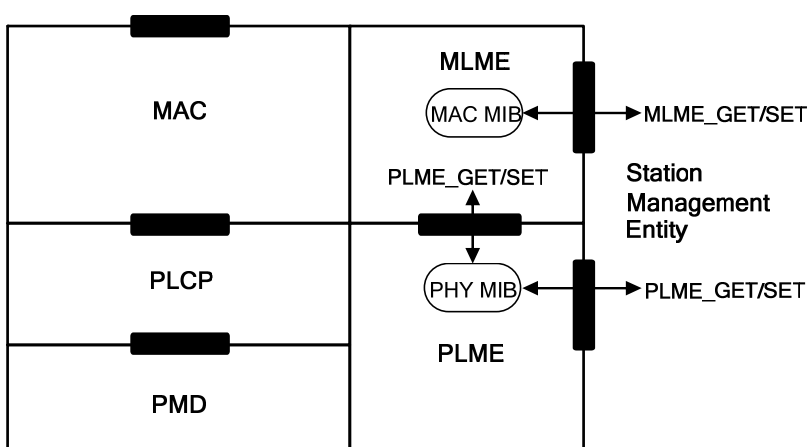 MLME
MAC
MAC MIB
MLME_GET/SET
PLME_GET/SET
Station
Management
Entity
PLCP
PHY MIB
PLME_GET/SET
PLME
PMD